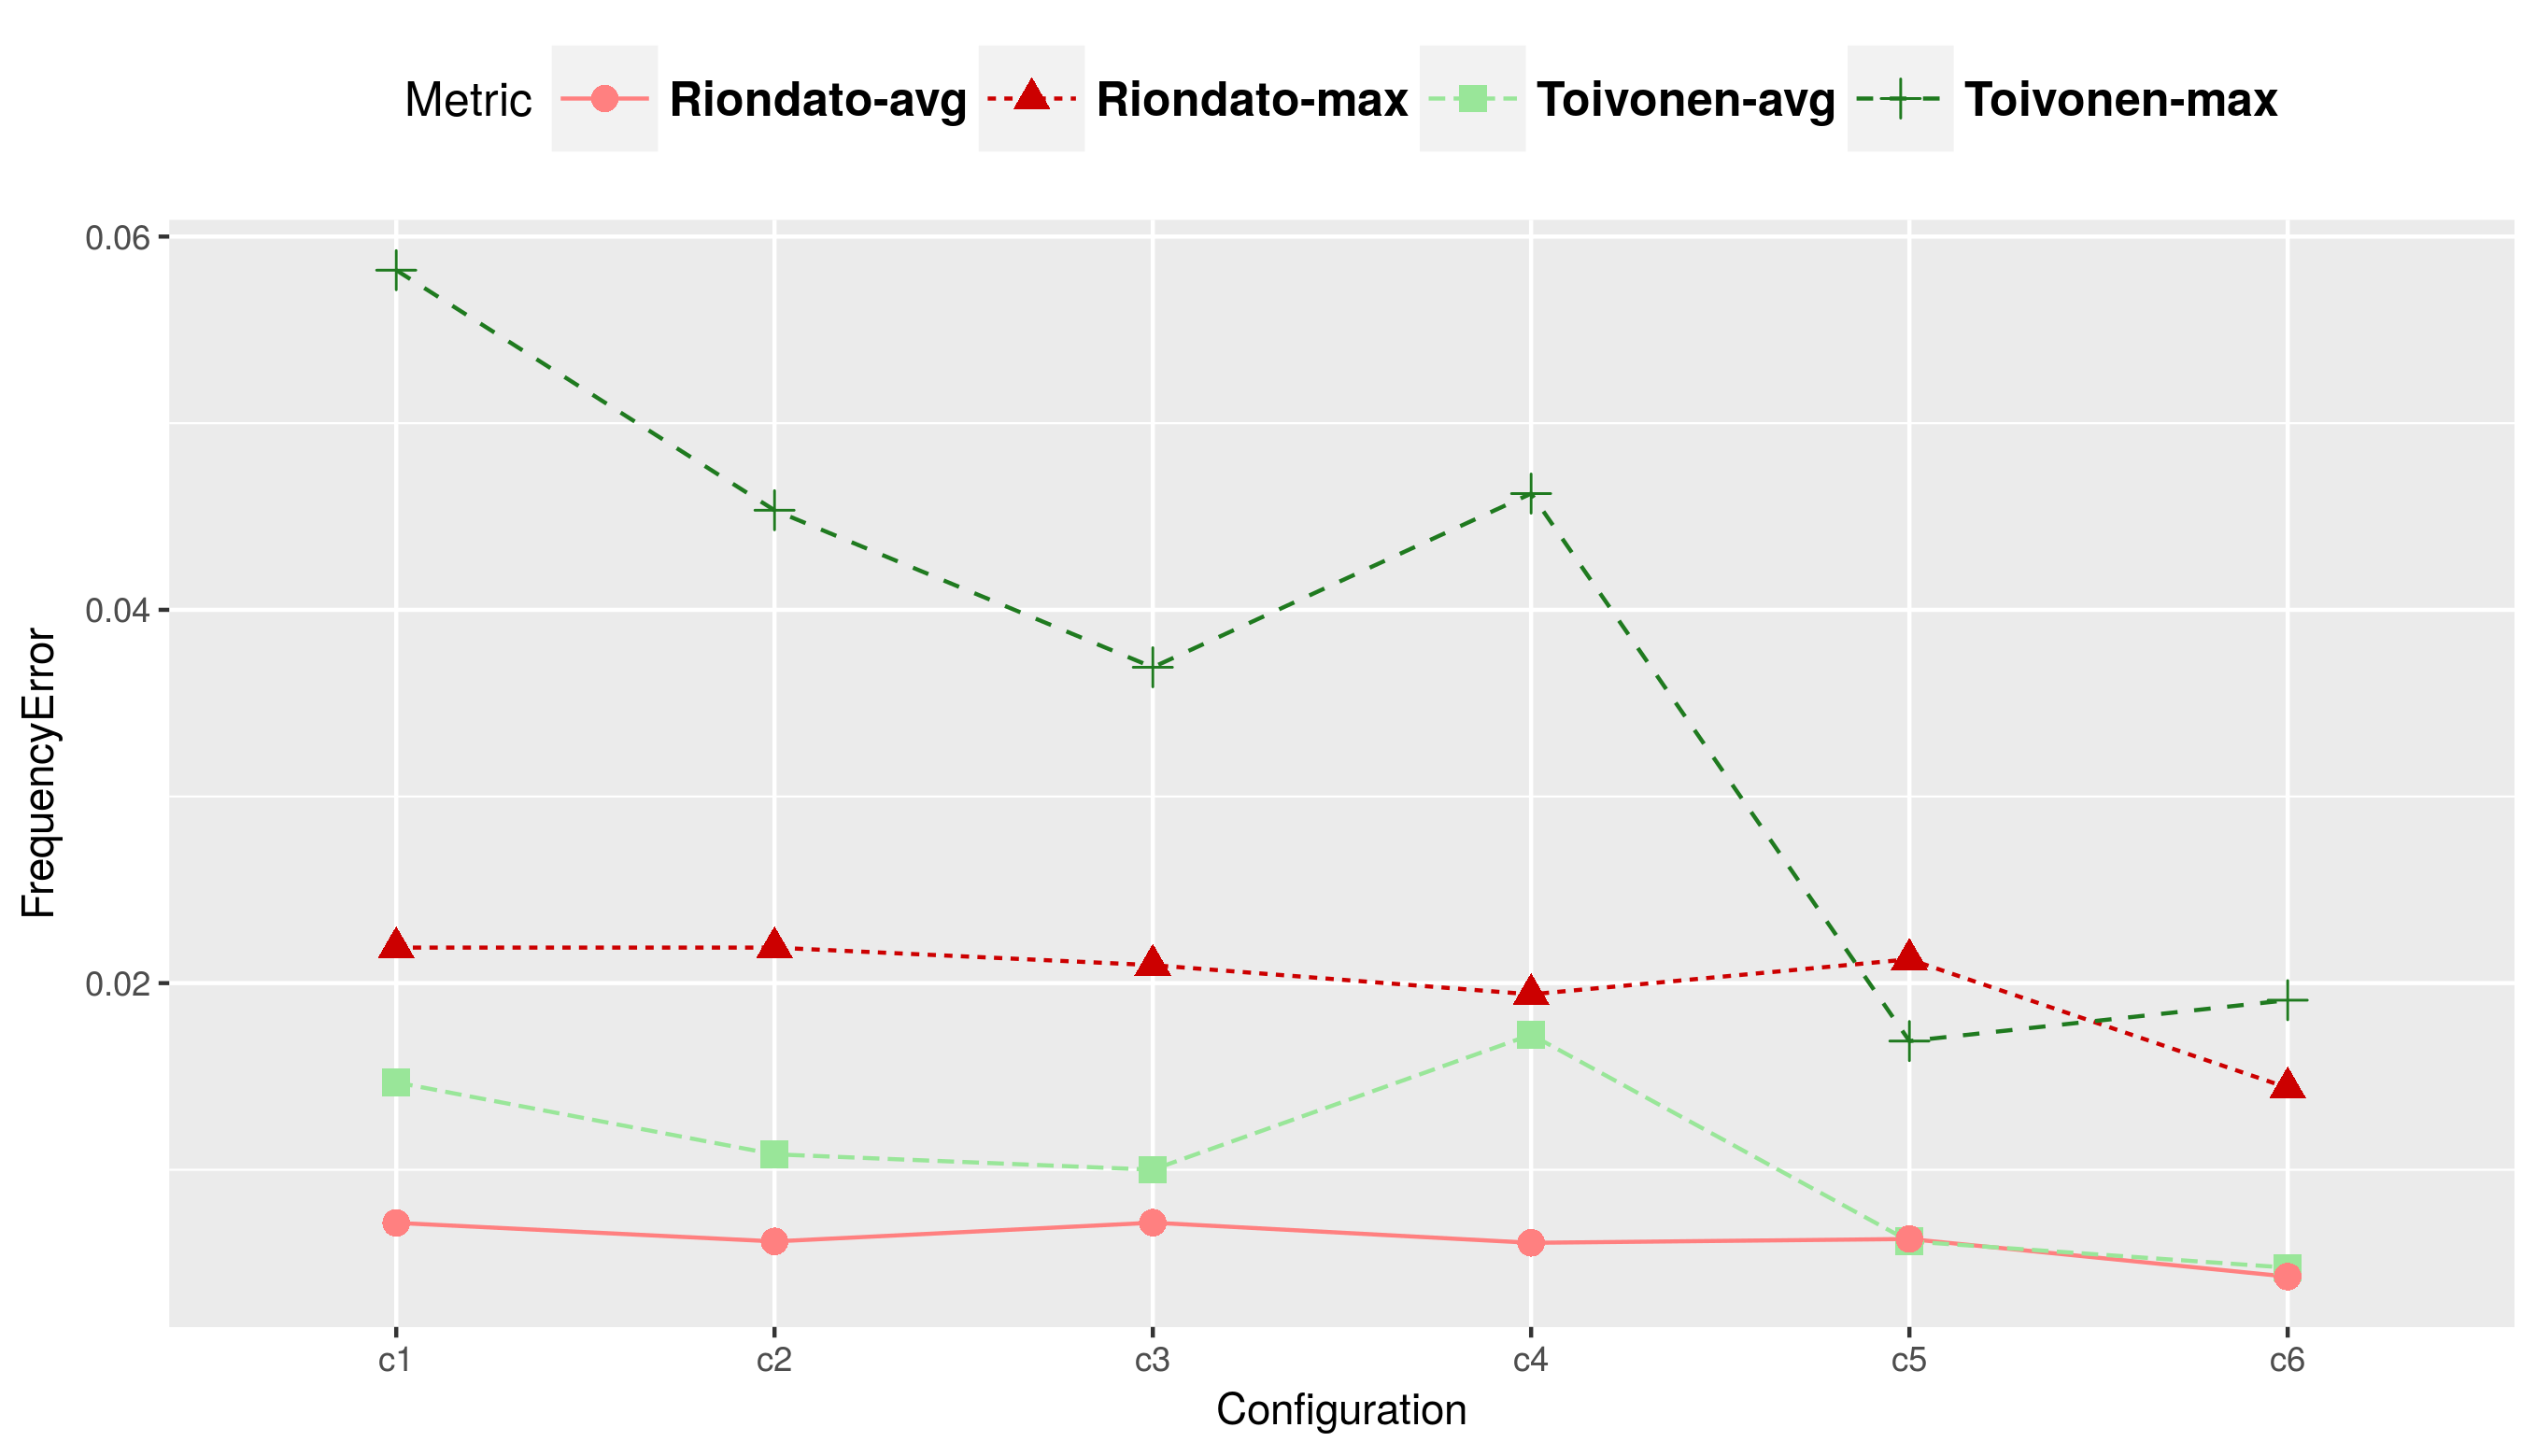 Metric Riondato-avg Riondato-max Toivonen-avg Toivonen-max
0.06
0.04
0.02
FrequencyError
c1 c2 c3 c4 c5 c6
Configuration